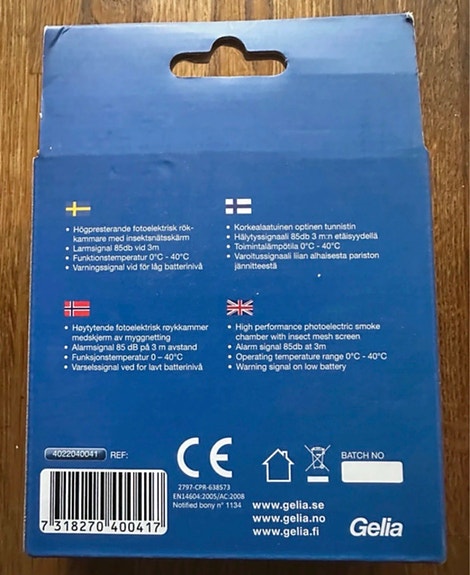 • Högpresterande fotoelektrisk rök-
kammare med insektsnätsskärm
• Larmsignal 85db vid 3m
• Funktionstemperatur 0°C - 40°C
• Varningssignal vid för låg batterinivå
• Korkealaatuinen optinen tunnistin
• Hälytyssignaali 85db 3 m:n etäisyydellä
• Toimintalämpötila 0°C - 40°C
• Varoitussignaali liian alhaisesta pariston
jännitteestä
• Høytytende fotoelektrisk røykkammer
medskjerm av myggnetting
• Alarmsignal 85 dB på 3 m avstand
• Funksjonstemperatur 0 – 40°C
• Varselssignal ved for lavt batterinivå
• High performance photoelectric smoke
chamber with insect mesh screen
• Alarm signal 85db at 3m
• Operating temperature range 0°C - 40°C
• Warning signal on low battery
4022040041 REF:
7 318270 400417
CE
2797-CPR-638573
EN14604:2005/AC:2008
Notified bony n° 1134
BATCH NO
www.gelia.se
www.gelia.no
www.gelia.fi
Gelia